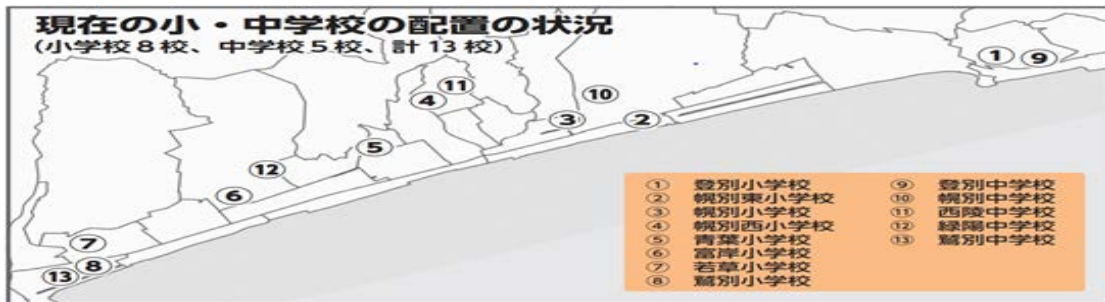 現在の小・中学校の配置の状況
(小学校8校、中学校5校、計13校)
① ⑨
⑪
④ ⑩
③ ②
⑤
⑫
⑥
⑦
⑬ ⑧
① 登別小学校
② 幌別東小学校
③ 幌別小学校
④ 幌別西小学校
⑤ 青葉小学校
⑥ 富岸小学校
⑦ 若草小学校
⑧ 鷲別小学校
⑨ 登別中学校
⑩ 幌別中学校
⑪ 西陵中学校
⑫ 緑陽中学校
⑬ 鷲別中学校